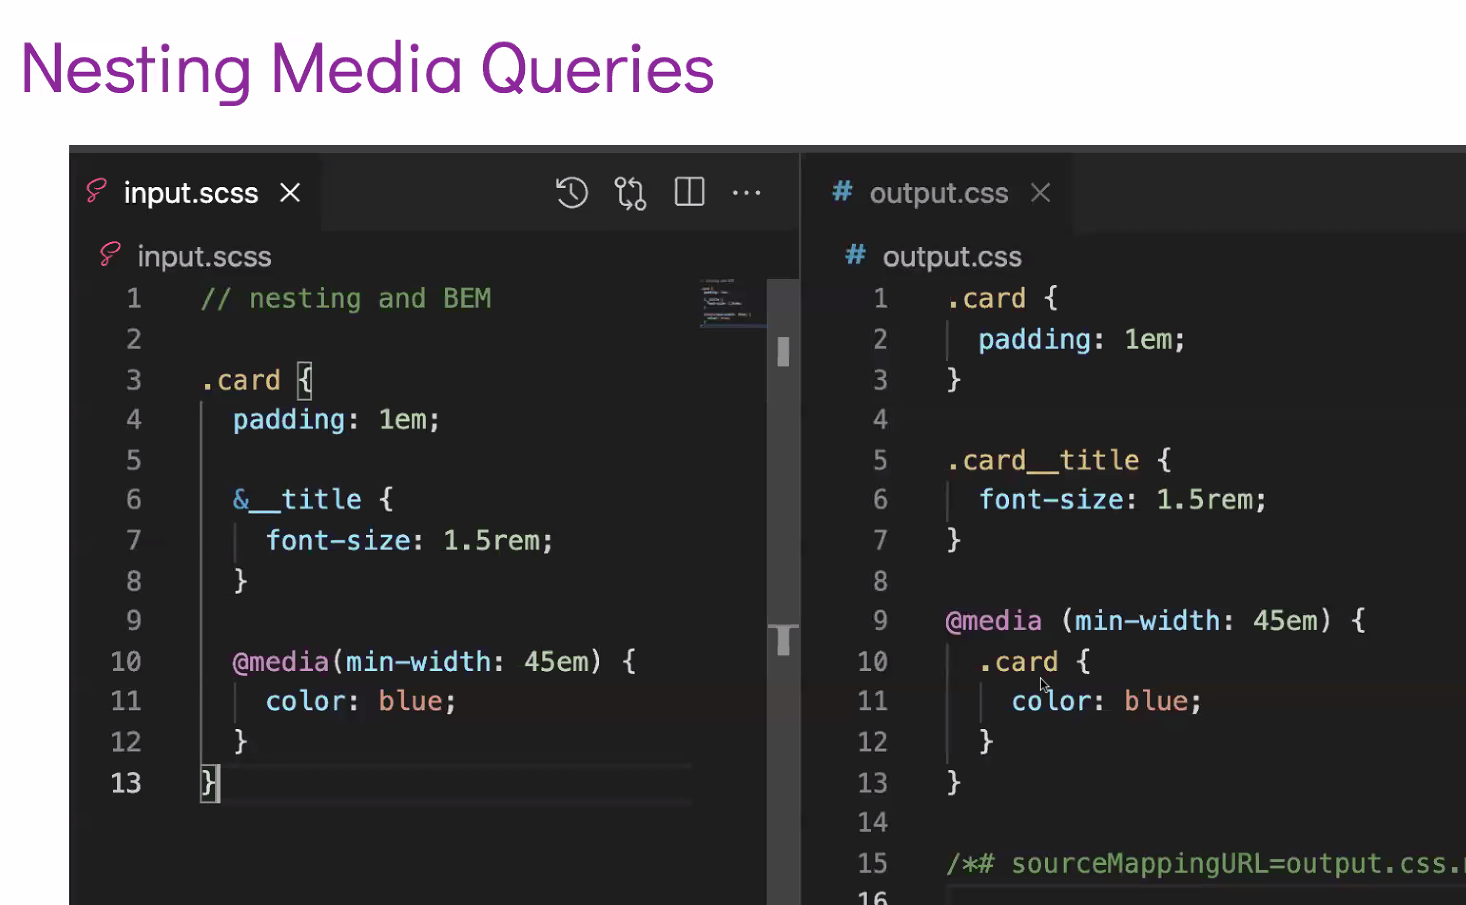 Nesting Media Queries
input.scss
input.scss
1 // nesting and BEM
2
3 .card {
4 padding: 1em;
5
6 &__title {
7 font-size: 1.5rem;
8 }
9
10 @media(min-width: 45em) {
11 color: blue;
12 }
13 }
# output.css
# output.css
1 .card {
2 padding: 1em;
3 }
4
5 .card__title {
6 font-size: 1.5rem;
7 }
8
9 @media (min-width: 45em) {
10 .card {
11 color: blue;
12 }
13 }
14
15 /*# sourceMappingURL=output.css.
16